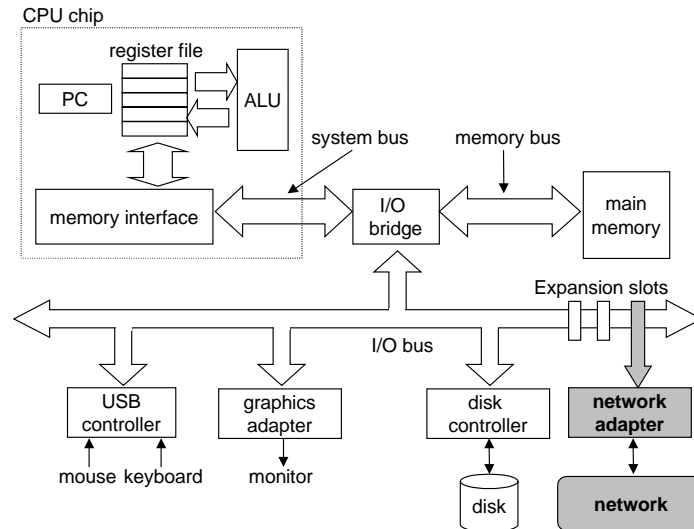 CPU chip
register file
PC
ALU
system bus
memory bus
memory interface
I/O
bridge
main
memory
Expansion slots
I/O bus
USB
controller
graphics
adapter
disk
controller
network
adapter
mouse
keyboard
monitor
disk
network